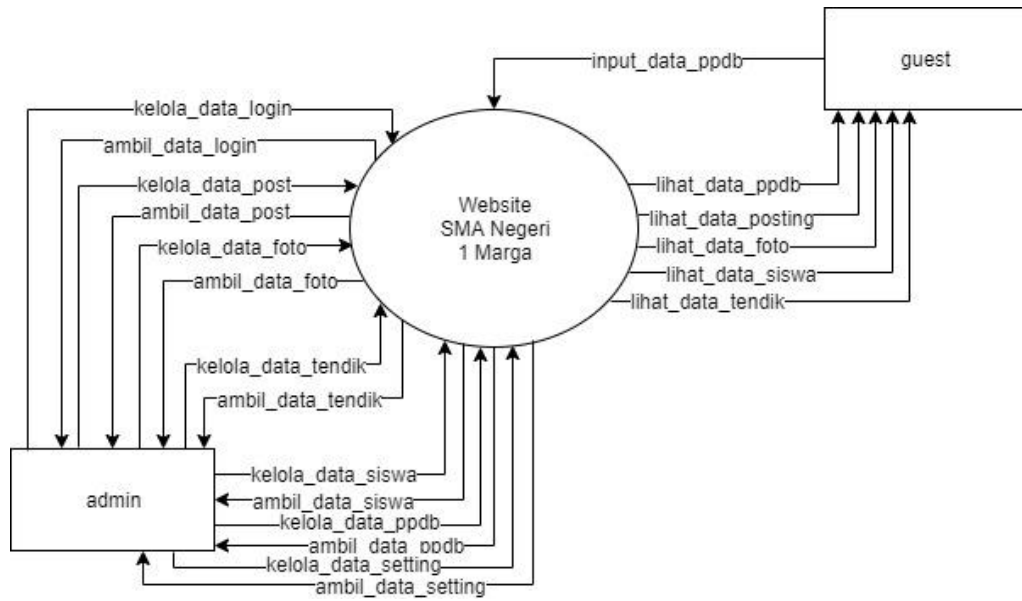 input_data_ppdb
guest
kelola_data_login
ambil_data_login
kelola_data_post
ambil_data_post
kelola_data_foto
ambil_data_foto
Website
SMA Negeri
1 Marga
lihat_data_ppdb
lihat_data_posting
lihat_data_foto
lihat_data_siswa
lihat_data_tendik
kelola_data_tendik
ambil_data_tendik
admin
kelola_data_siswa
ambil_data_siswa
kelola_data_ppdb
ambil_data_ppdb
kelola_data_setting
ambil_data_setting